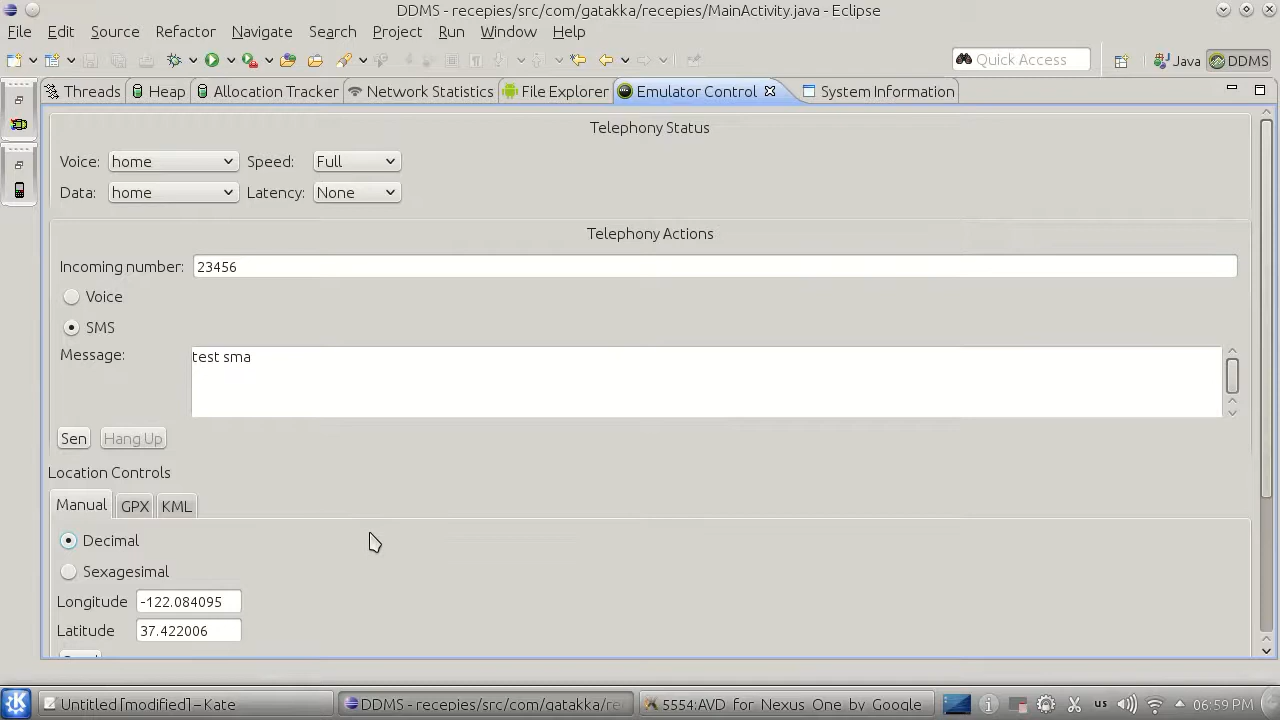 DDMS - recepies/src/com/gatakka/recepies/MainActivity.java - Eclipse
File Edit Source Refactor Navigate Search Project Run Window Help
Quick Access Java DDMS
Threads Heap Allocation Tracker Network Statistics File Explorer Emulator Control System Information
Telephony Status
Voice: home Speed: Full
Data: home Latency: None
Telephony Actions
Incoming number: 23456
Voice
SMS
Message: test sma
Sen Hang Up
Location Controls
Manual GPX KML
Decimal
Sexagesimal
Longitude -122.084095
Latitude 37.422006
Untitled [modified] – Kate DDMS - recepies/src/com/gatakka/re 5554:AVD_for_Nexus_One_by_Google us 06:59 PM